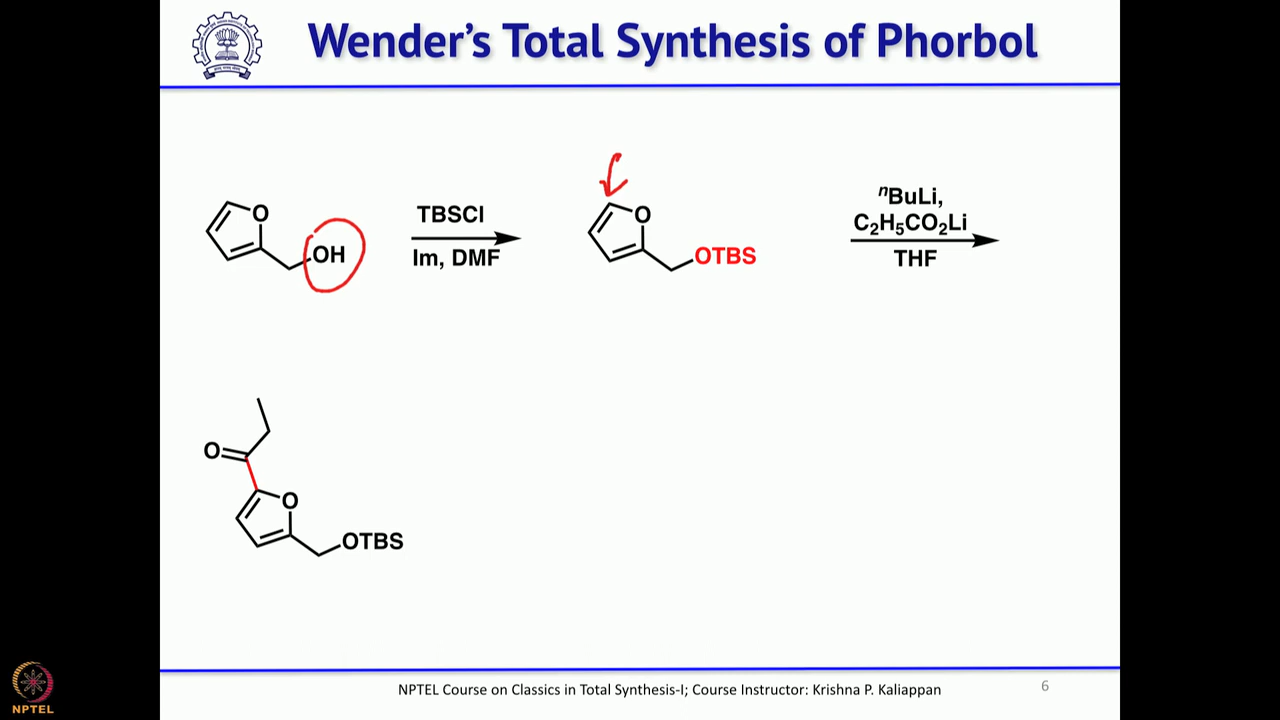 Wender's Total Synthesis of Phorbol
O
OH
TBSCl
Im, DMF
O
OTBS
ⁿBuLi,
C₂H₅CO₂Li
THF
O
O
OTBS
NPTEL Course on Classics in Total Synthesis-I; Course Instructor: Krishna P. Kaliappan
6
NPTEL